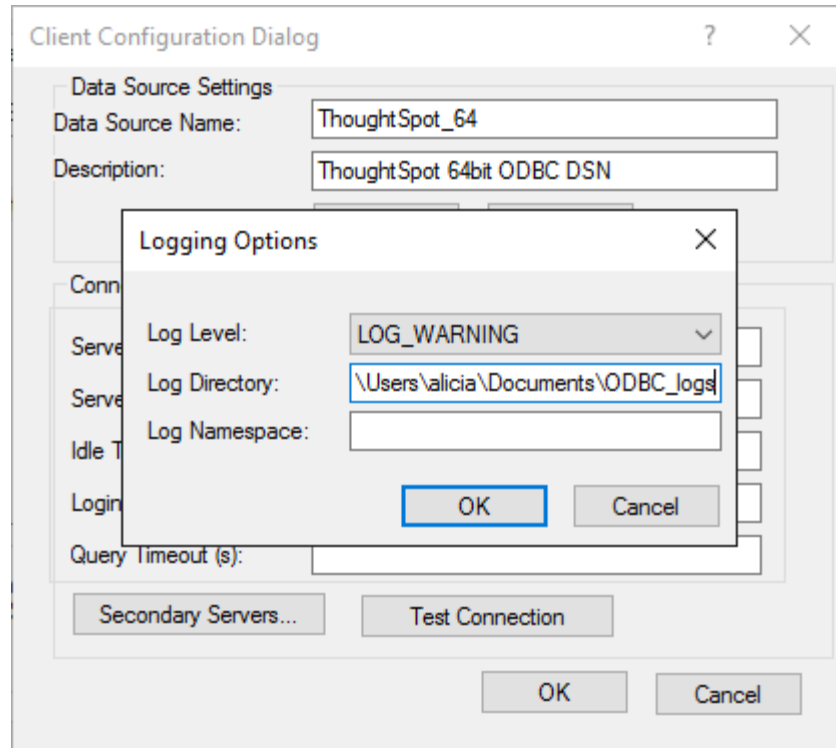 Client Configuration Dialog
Data Source Settings
Data Source Name: ThoughtSpot_64
Description: ThoughtSpot 64bit ODBC DSN
Logging Options
Log Level: LOG_WARNING
Log Directory: \Users\alicia\Documents\ODBC_logs
Log Namespace:
OK Cancel
Query Timeout (s):
Secondary Servers... Test Connection
OK Cancel